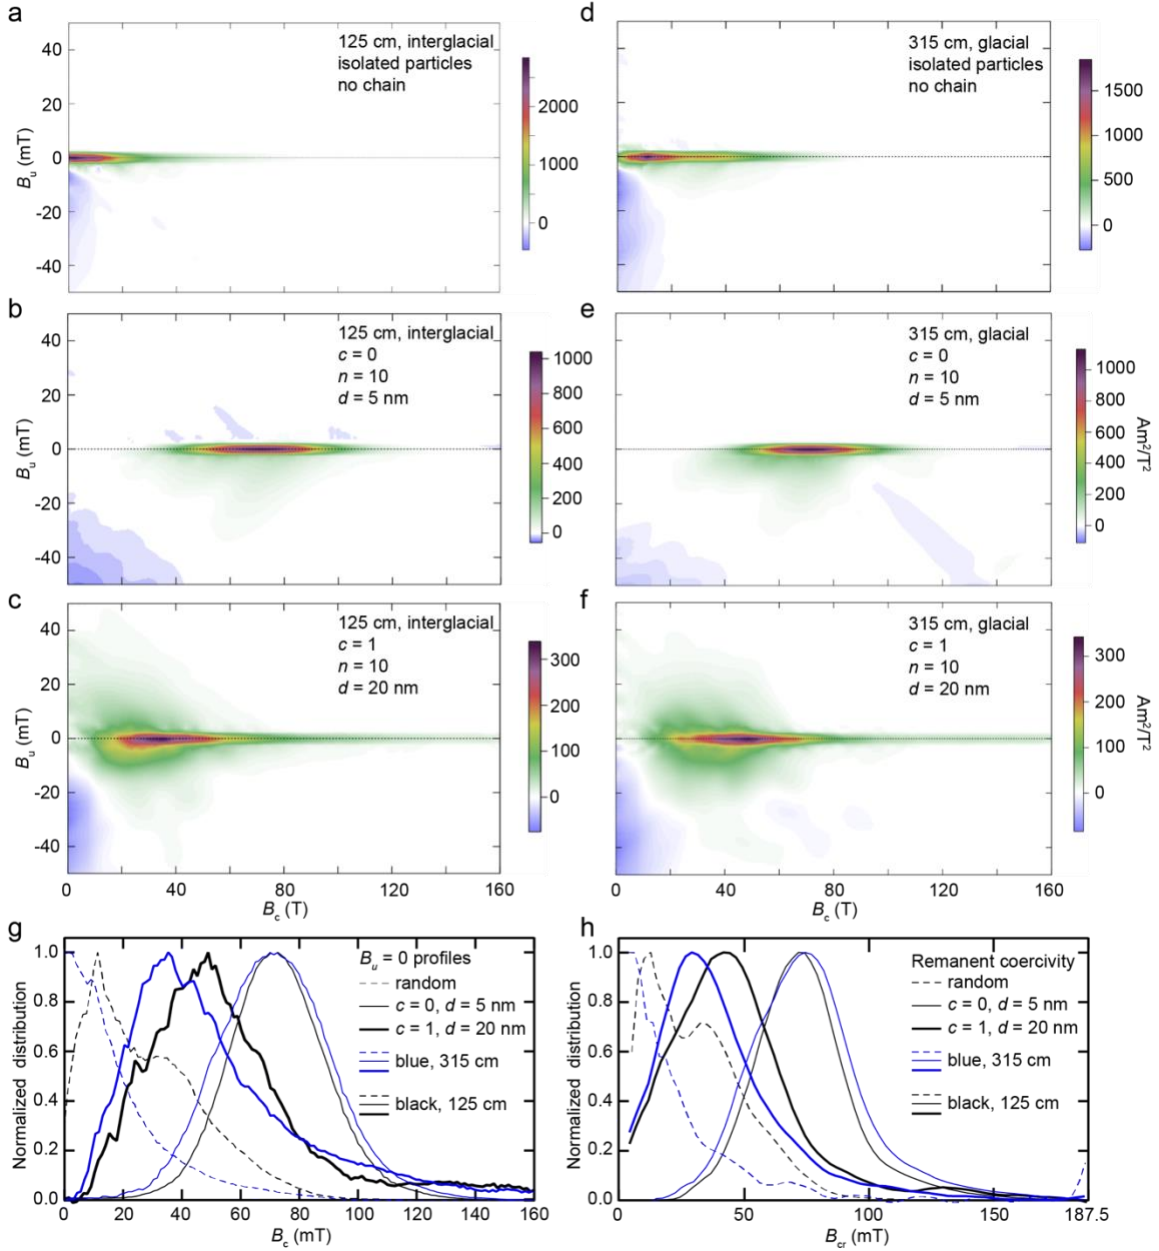 a
125 cm, interglacial
isolated particles
no chain
40
20
0
-20
-40
Bu (mT)
2000
1000
0
d
315 cm, glacial
isolated particles
no chain
1500
1000
500
0
b
125 cm, interglacial
c = 0
n = 10
d = 5 nm
40
20
0
-20
-40
Bu (mT)
1000
800
600
400
200
0
e
315 cm, glacial
c = 0
n = 10
d = 5 nm
1000
800
600
400
200
0
Am²/T²
c
125 cm, interglacial
c = 1
n = 10
d = 20 nm
40
20
0
-20
-40
Bu (mT)
300
200
100
0
0 40 80 120 160
Bc (T)
f
315 cm, glacial
c = 1
n = 10
d = 20 nm
300
200
100
0
Am²/T²
0 40 80 120 160
Bc (T)
g
1.0
0.8
0.6
0.4
0.2
0.0
Normalized distribution
Bu = 0 profiles
random
c = 0, d = 5 nm
c = 1, d = 20 nm
blue, 315 cm
black, 125 cm
0 20 40 60 80 100 120 140 160
Bc (mT)
h
1.0
0.8
0.6
0.4
0.2
0.0
Normalized distribution
Remanent coercivity
random
c = 0, d = 5 nm
c = 1, d = 20 nm
blue, 315 cm
black, 125 cm
0 50 100 150 187.5
Bcr (mT)